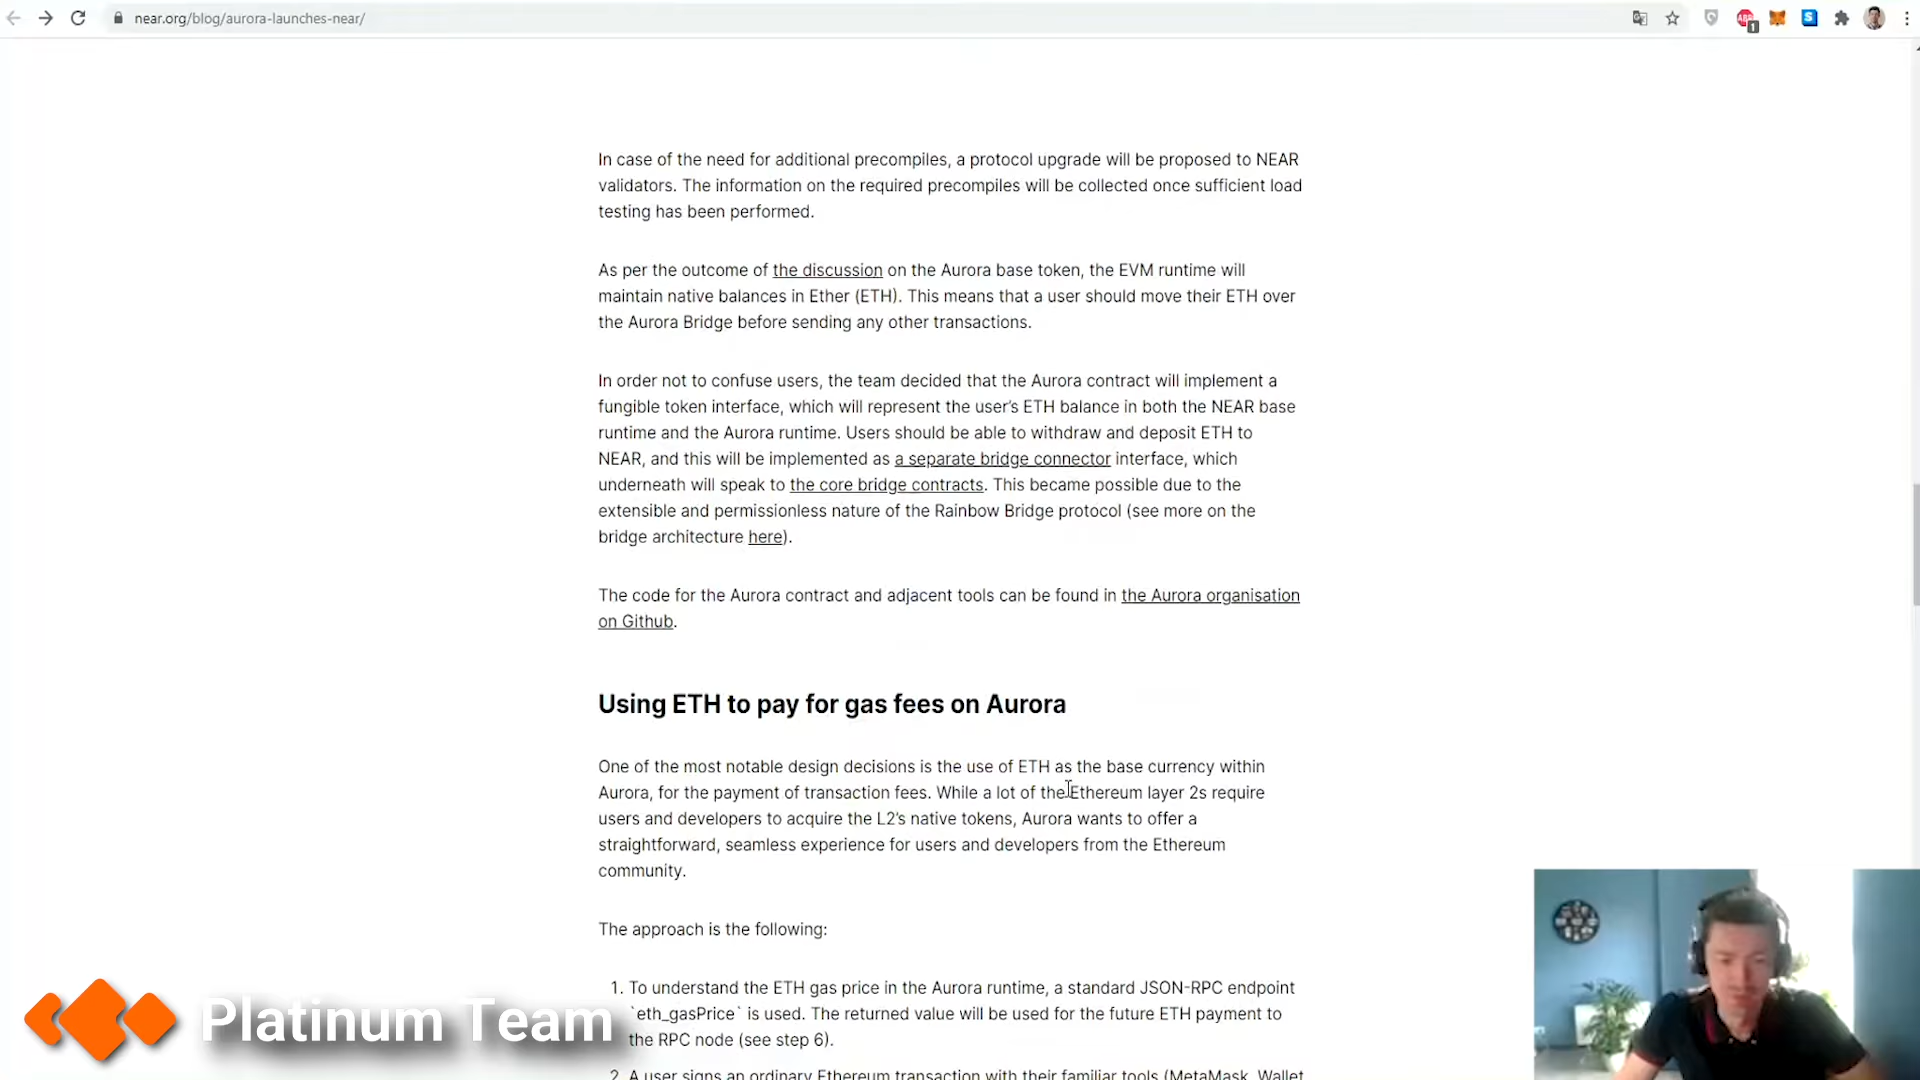 near.org/blog/aurora-launches-near/
In case of the need for additional precompiles, a protocol upgrade will be proposed to NEAR
validators. The information on the required precompiles will be collected once sufficient load
testing has been performed.
As per the outcome of the discussion on the Aurora base token, the EVM runtime will
maintain native balances in Ether (ETH). This means that a user should move their ETH over
the Aurora Bridge before sending any other transactions.
In order not to confuse users, the team decided that the Aurora contract will implement a
fungible token interface, which will represent the user's ETH balance in both the NEAR base
runtime and the Aurora runtime. Users should be able to withdraw and deposit ETH to
NEAR, and this will be implemented as a separate bridge connector interface, which
underneath will speak to the core bridge contracts. This became possible due to the
extensible and permissionless nature of the Rainbow Bridge protocol (see more on the
bridge architecture here).
The code for the Aurora contract and adjacent tools can be found in the Aurora organisation
on Github.
Using ETH to pay for gas fees on Aurora
One of the most notable design decisions is the use of ETH as the base currency within
Aurora, for the payment of transaction fees. While a lot of the Ethereum layer 2s require
users and developers to acquire the L2's native tokens, Aurora wants to offer a
straightforward, seamless experience for users and developers from the Ethereum
community.
The approach is the following:
1. To understand the ETH gas price in the Aurora runtime, a standard JSON-RPC endpoint
`eth_gasPrice` is used. The returned value will be used for the future ETH payment to
the RPC node (see step 6).
2. A user signs an ordinary Ethereum transaction with their familiar tools (MetaMask, Wallet
Platinum Team